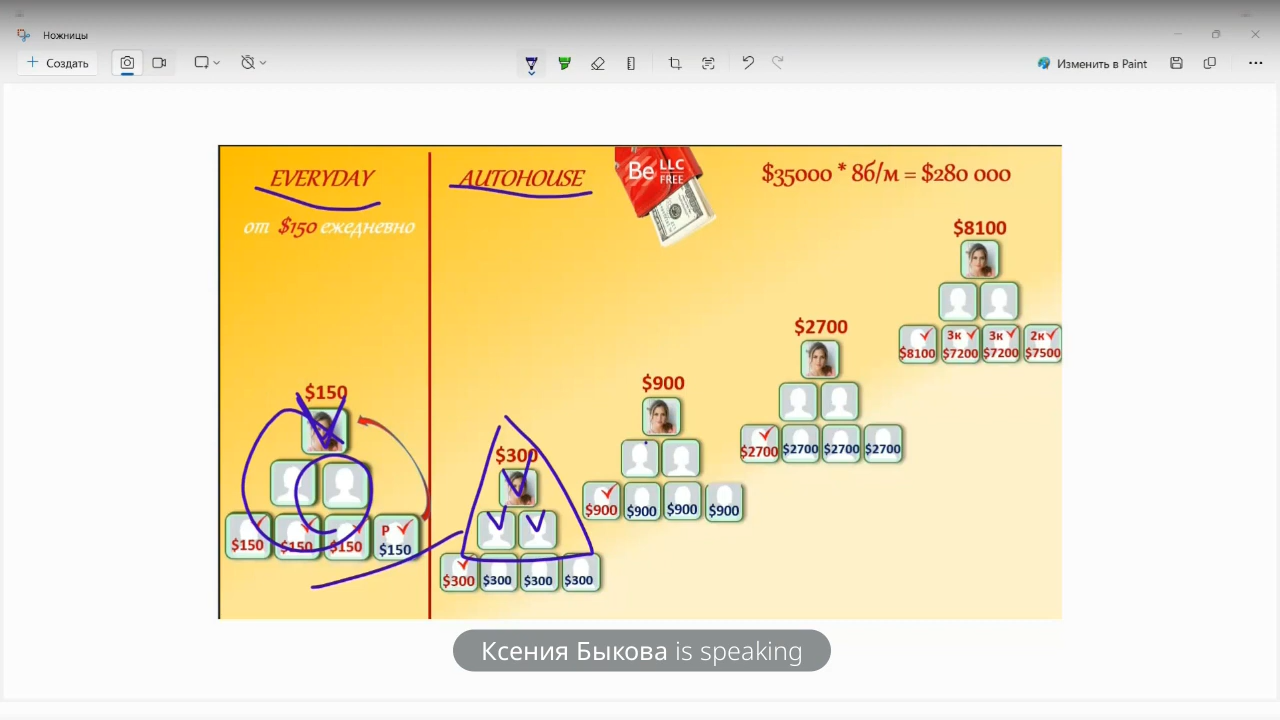 Ножницы
Создать
Изменить в Paint
EVERYDAY
от $150 ежедневно
AUTOHOUSE
Be LLC FREE
$35000 * 8б/м = $280 000
$8100
$8100
3к $7200
3к $7200
2к $7500
$2700
$2700 $2700 $2700 $2700
$900
$900 $900 $900 $900
$150
$150 $150 $150
Р $150
$300
$300 $300 $300 $300
Ксения Быкова is speaking